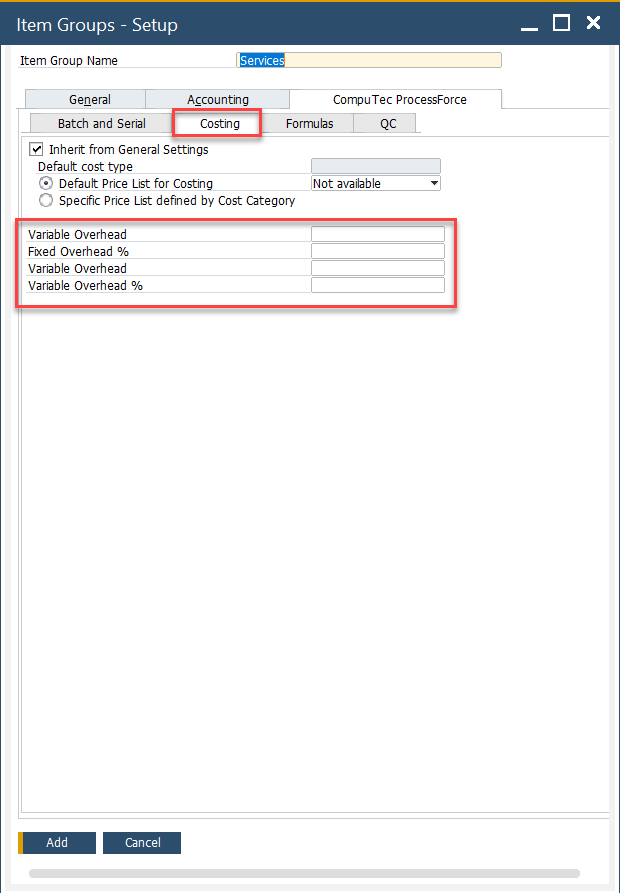 Item Groups - Setup
Item Group Name Services
General Accounting CompuTec ProcessForce
Batch and Serial Costing Formulas QC
Inherit from General Settings
Default cost type
Default Price List for Costing Not available
Specific Price List defined by Cost Category
Variable Overhead
Fixed Overhead %
Variable Overhead
Variable Overhead %
Add Cancel